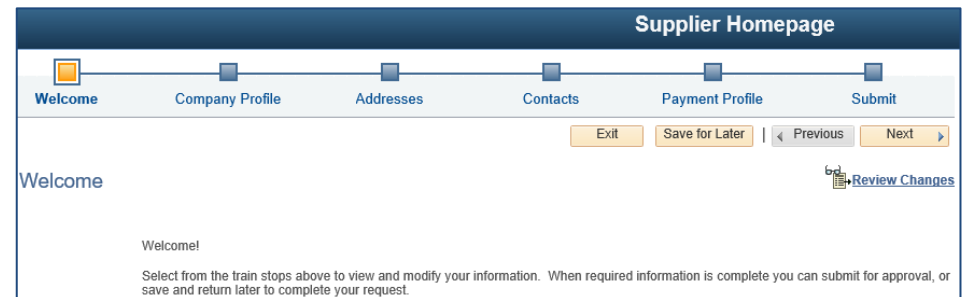 Supplier Homepage
Welcome Company Profile Addresses Contacts Payment Profile Submit
Exit Save for Later | Previous Next
Welcome Review Changes
Welcome!
Select from the train stops above to view and modify your information. When required information is complete you can submit for approval, or
save and return later to complete your request.